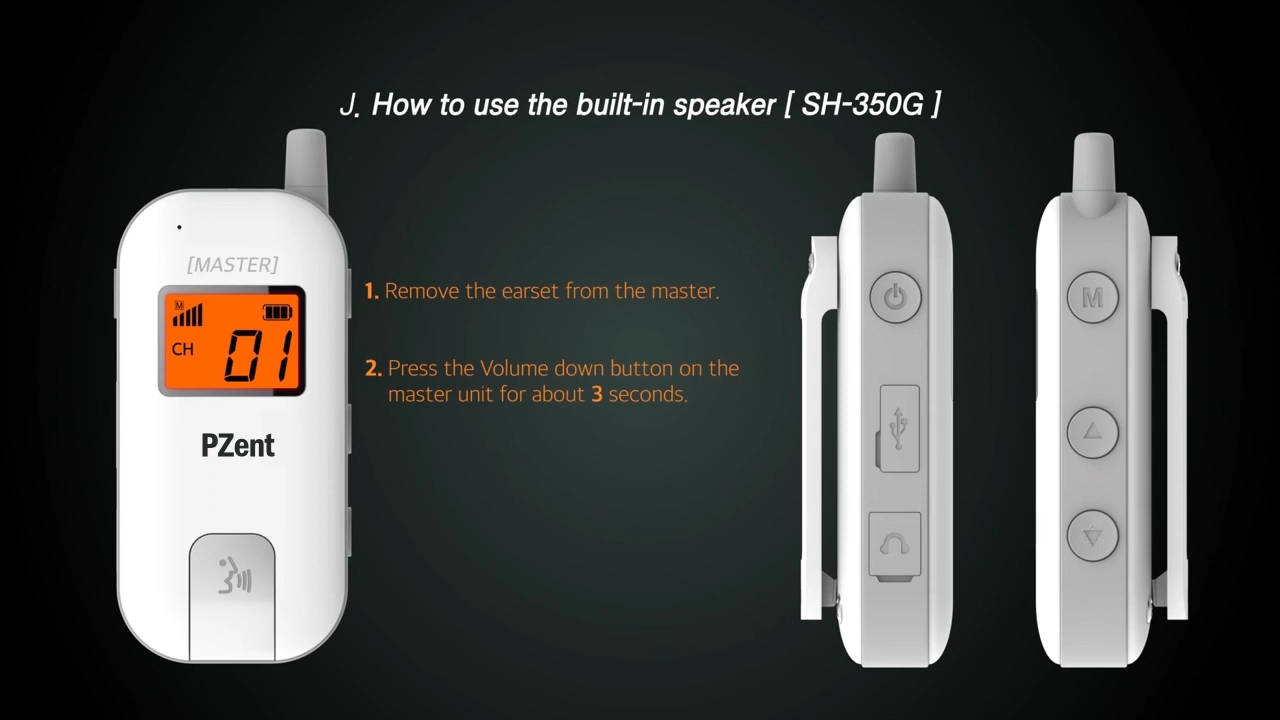 J. How to use the built-in speaker [ SH-350G ]
[MASTER]
M
CH 01
PZent
1. Remove the earset from the master.
2. Press the Volume down button on the
master unit for about 3 seconds.
M